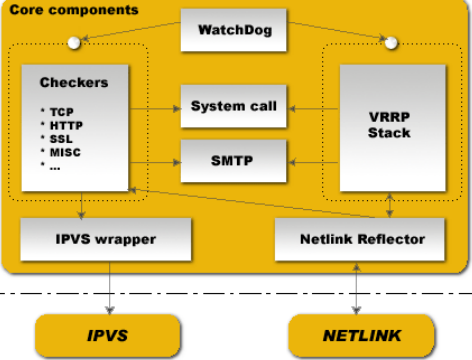 Core components
WatchDog
Checkers
* TCP
* HTTP
* SSL
* MISC
* ...
System call
SMTP
VRRP
Stack
IPVS wrapper
Netlink Reflector
IPVS
NETLINK